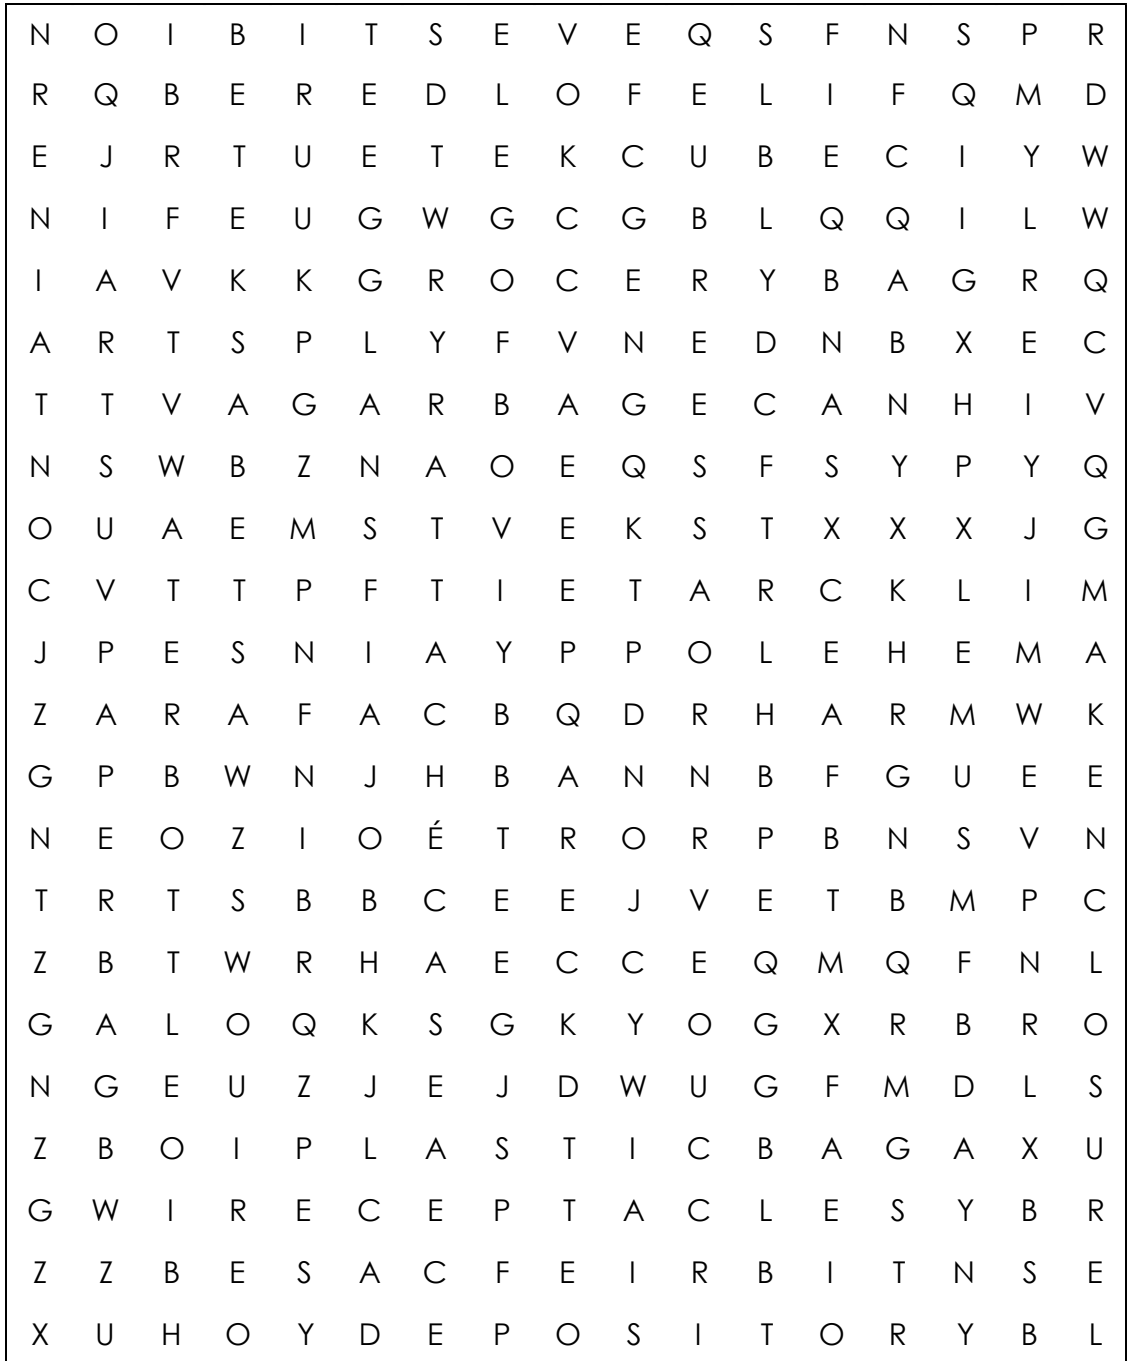 N O I B I T S E V E Q S F N S P R
R Q B E R E D L O F E L I F Q M D
E J R T U E T E K C U B E C I Y W
N I F E U G W G C G B L Q Q I L W
I A V K K G R O C E R Y B A G R Q
A R T S P L Y F V N E D N B X E C
T T V A G A R B A G E C A N H I V
N S W B Z N A O E Q S F S Y P Y Q
O U A E M S T V E K S T X X X J G
C V T T P F T I E T A R C K L I M
J P E S N I A Y P P O L E H E M A
Z A R A F A C B Q D R H A R M W K
G P B W N J H B A N N B F G U E E
N E O Z I O É T R O R P B N S V N
T R T S B B C E E J V E T B M P C
Z B T W R H A E C C E Q M Q F N L
G A L O Q K S G K Y O G X R B R O
N G E U Z J E J D W U G F M D L S
Z B O I P L A S T I C B A G A X U
G W I R E C E P T A C L E S Y B R
Z Z B E S A C F E I R B I T N S E
X U H O Y D E P O S I T O R Y B L